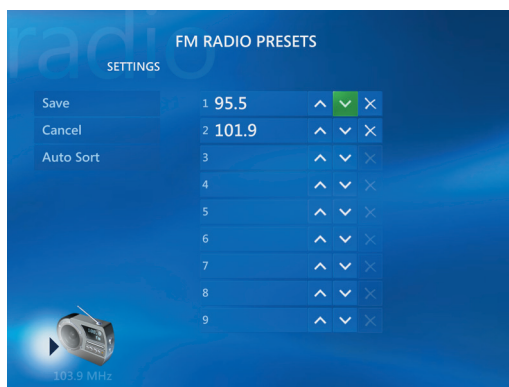 radio
FM RADIO PRESETS
SETTINGS
Save
Cancel
Auto Sort
1 95.5
2 101.9
3
4
5
6
7
8
9
103.9 MHz